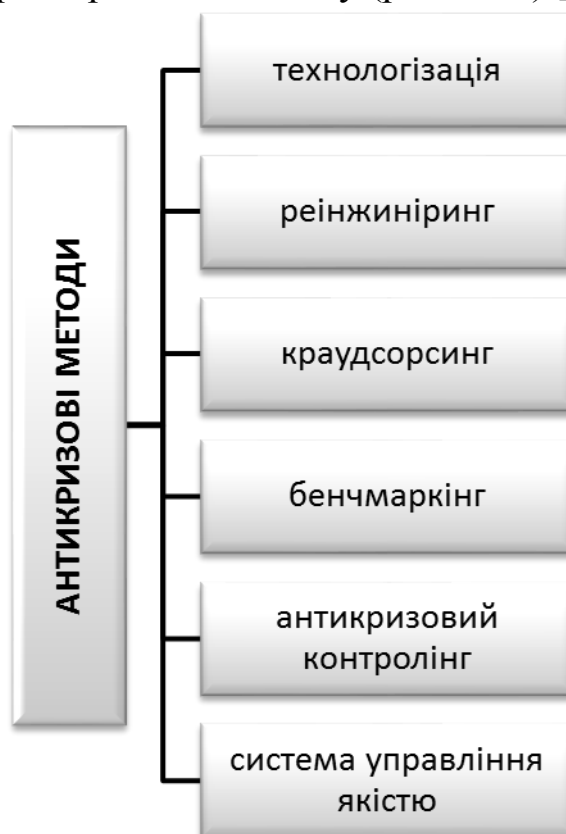 АНТИКРИЗОВІ МЕТОДИ
технологізація
реінжиніринг
краудсорсинг
бенчмаркінг
антикризовий
контролінг
система управління
якістю